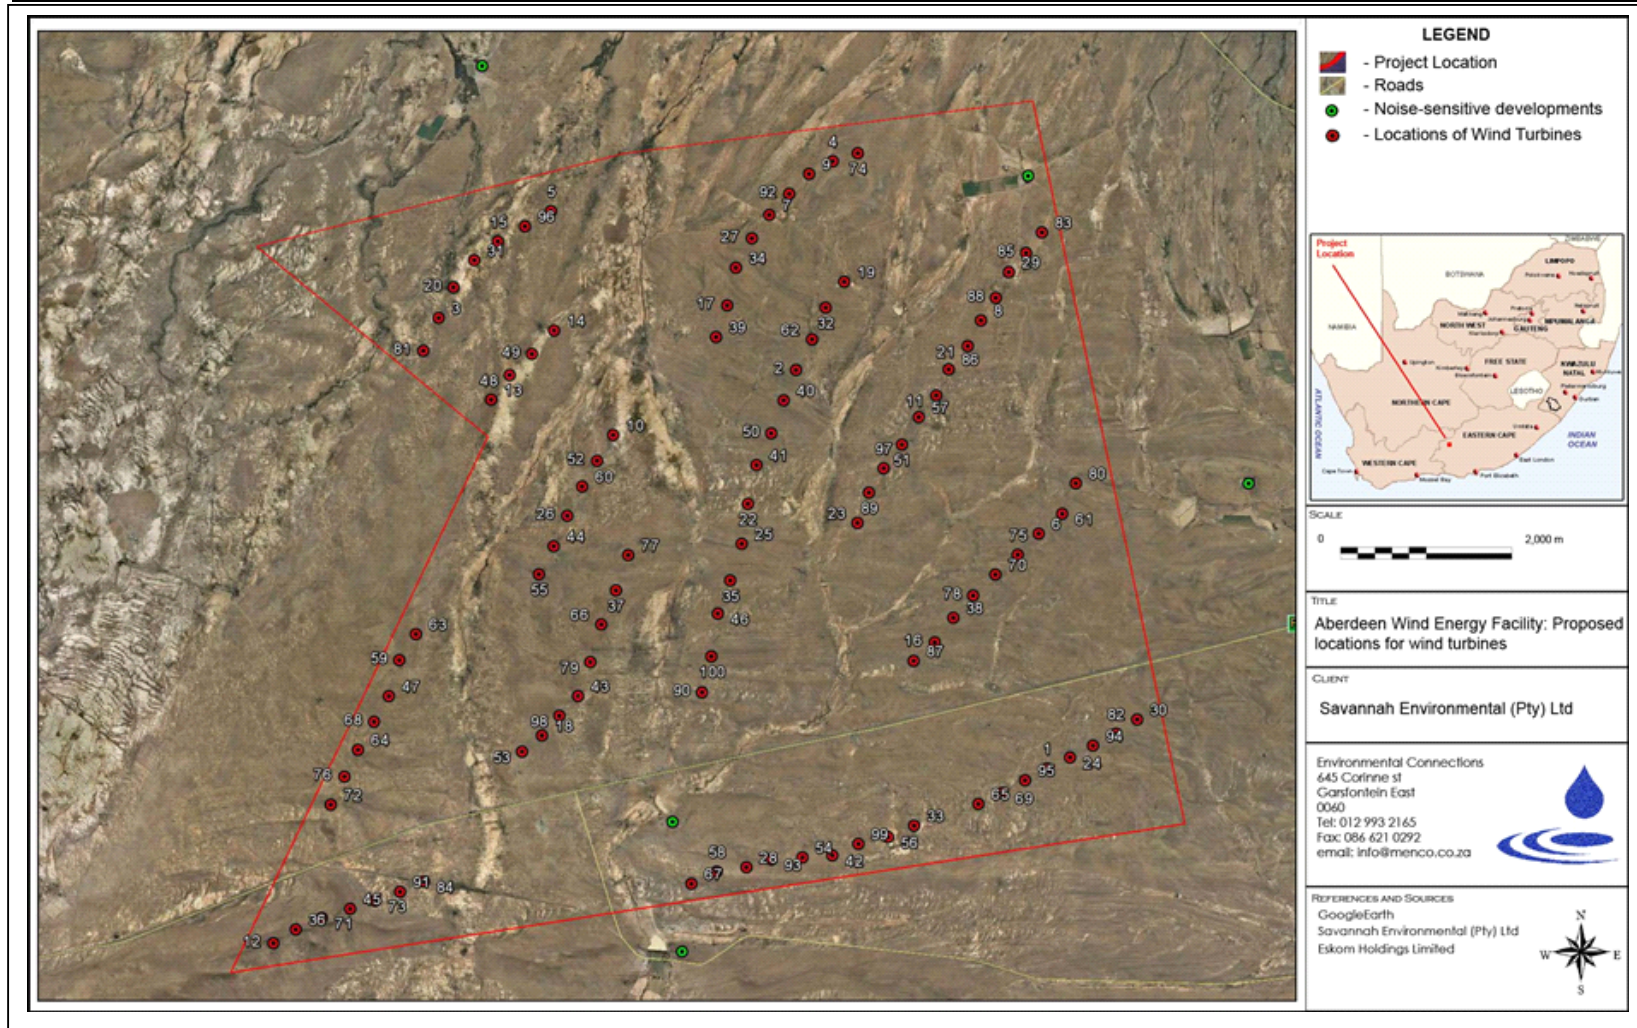 LEGEND
- Project Location
- Roads
- Noise-sensitive developments
- Locations of Wind Turbines
4
9
74
5
92
7
15
96
83
27
31
85
34
29
19
20
88
17
3
8
32
14
62
39
81
49
21
86
2
48
13
40
11
57
10
50
97
52
41
51
60
80
22
89
23
26
61
6
25
75
44
77
70
55
35
37
78
66
46
38
63
16
87
59
79
100
47
43
90
68
98
18
82
30
64
53
94
1
24
76
95
72
65
69
33
99
56
58
54
28
93
42
67
91
84
45
73
36
71
12
Project
Location
ZIMBABWE
LIMPOPO
BOTSWANA
NAMIBIA
NORTH WEST
GAUTENG
MPUMALANGA
FREE STATE
KWAZULU
NATAL
LESOTHO
NORTHERN CAPE
ATLANTIC OCEAN
EASTERN CAPE
INDIAN
OCEAN
WESTERN CAPE
East London
Cape Town
Mossel Bay
Port Elizabeth
SCALE
0
2,000 m
TITLE
Aberdeen Wind Energy Facility: Proposed
locations for wind turbines
CLIENT
Savannah Environmental (Pty) Ltd
Environmental Connections
645 Corinne st
Garsfontein East
0060
Tel: 012 993 2165
Fax: 086 621 0292
email: info@menco.co.za
REFERENCES AND SOURCES
GoogleEarth
Savannah Environmental (Pty) Ltd
Eskom Holdings Limited
N
W
E
S